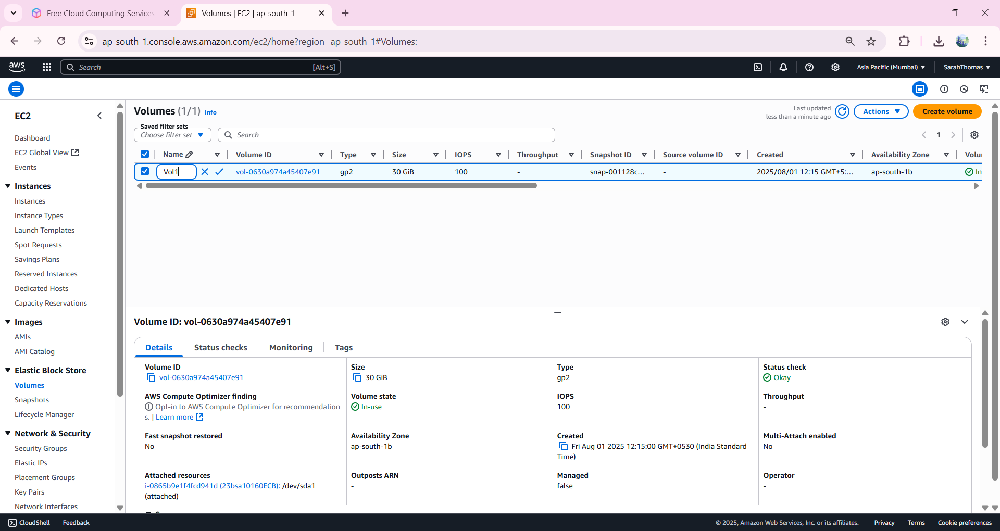 Free Cloud Computing Services
Volumes | EC2 | ap-south-1
ap-south-1.console.aws.amazon.com/ec2/home?region=ap-south-1#Volumes:
aws
Search [Alt+S]
Asia Pacific (Mumbai)
SarahThomas
EC2
Dashboard
EC2 Global View
Events
Instances
Instances
Instance Types
Launch Templates
Spot Requests
Savings Plans
Reserved Instances
Dedicated Hosts
Capacity Reservations
Images
AMIs
AMI Catalog
Elastic Block Store
Volumes
Snapshots
Lifecycle Manager
Network & Security
Security Groups
Elastic IPs
Placement Groups
Key Pairs
Network Interfaces
Volumes (1/1) Info
Last updated
less than a minute ago
Actions
Create volume
Saved filter sets
Choose filter set
Search
1
Name Volume ID Type Size IOPS Throughput Snapshot ID Source volume ID Created Availability Zone Volu
Vol1 vol-0630a974a45407e91 gp2 30 GiB 100 - snap-001128c... - 2025/08/01 12:15 GMT+5:... ap-south-1b In
Volume ID: vol-0630a974a45407e91
Details Status checks Monitoring Tags
Volume ID
vol-0630a974a45407e91
Size
30 GiB
Type
gp2
Status check
Okay
AWS Compute Optimizer finding
Opt-in to AWS Compute Optimizer for recommendation
s. | Learn more
Volume state
In-use
IOPS
100
Throughput
-
Fast snapshot restored
No
Availability Zone
ap-south-1b
Created
Fri Aug 01 2025 12:15:00 GMT+0530 (India Standard
Time)
Multi-Attach enabled
No
Attached resources
i-0865b9e1f4fcd941d (23bsa10160ECB): /dev/sda1
(attached)
Outposts ARN
-
Managed
false
Operator
-
CloudShell Feedback
© 2025, Amazon Web Services, Inc. or its affiliates. Privacy Terms Cookie preferences